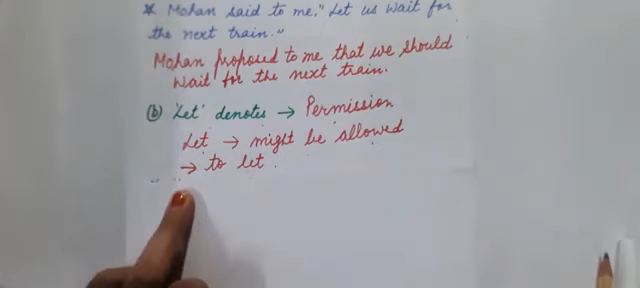 * Mohan said to me, "Let us wait for
the next train."
Mohan proposed to me that we should
wait for the next train.
(b) 'Let' denotes → Permission
Let → might be allowed
→ to let.